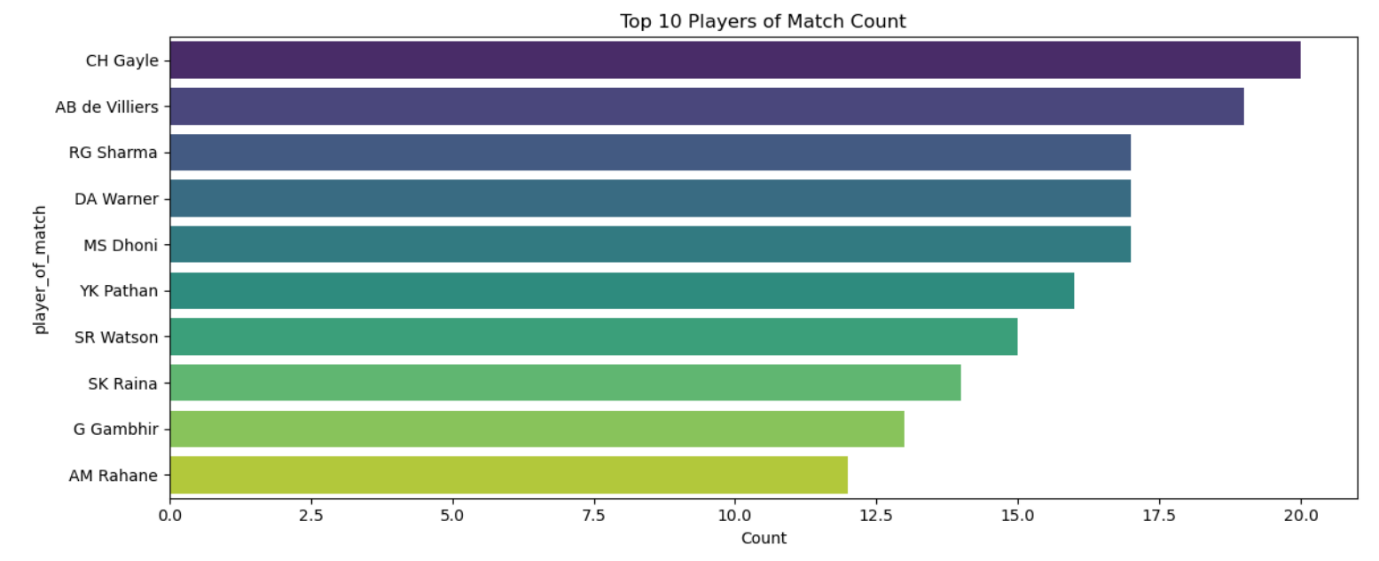 Top 10 Players of Match Count
player_of_match
CH Gayle
AB de Villiers
RG Sharma
DA Warner
MS Dhoni
YK Pathan
SR Watson
SK Raina
G Gambhir
AM Rahane
0.0 2.5 5.0 7.5 10.0 12.5 15.0 17.5 20.0
Count